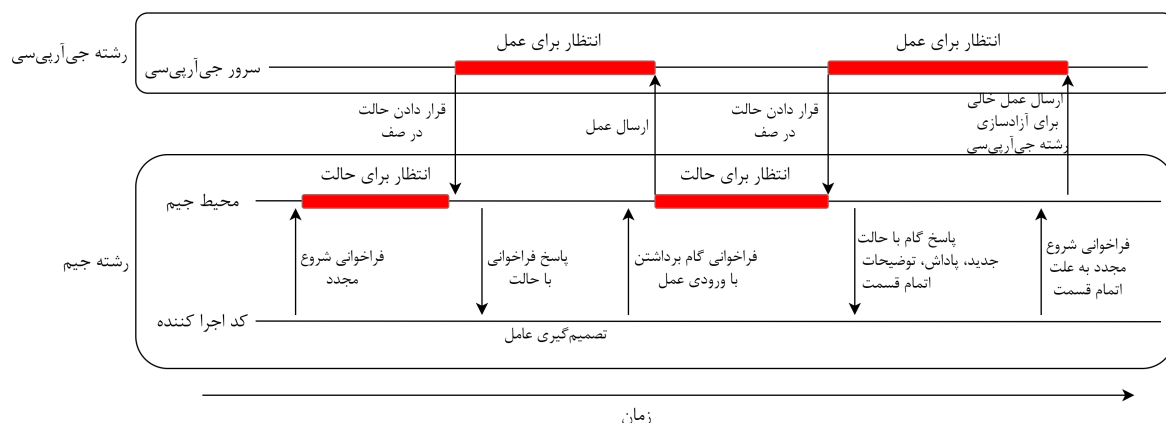 انتظار برای عمل
انتظار برای عمل
رشته جی‌آرپی‌سی
سرور جی‌آرپی‌سی
قرار دادن حالت
در صف
ارسال عمل
قرار دادن حالت
در صف
ارسال عمل خالی
برای آزادسازی
رشته جی‌آرپی‌سی
انتظار برای حالت
انتظار برای حالت
محیط جیم
رشته جیم
فراخوانی شروع
مجدد
پاسخ فراخوانی
با حالت
فراخوانی گام برداشتن
با ورودی عمل
پاسخ گام با حالت
جدید، پاداش، توضیحات
اتمام قسمت
فراخوانی شروع
مجدد به علت
اتمام قسمت
کد اجرا کننده
تصمیم‌گیری عامل
زمان